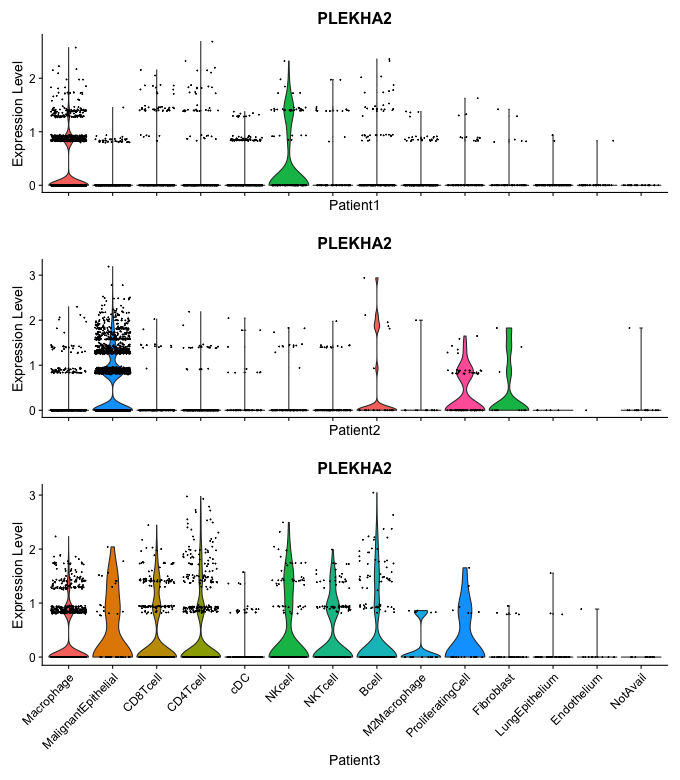 PLEKHA2
Expression Level
2
1
0
Patient1
PLEKHA2
Expression Level
3
2
1
0
Patient2
PLEKHA2
Expression Level
3
2
1
0
Macrophage
MalignantEpithelial
CD8Tcell
CD4Tcell
cDC
NKcell
NKTcell
Bcell
M2Macrophage
ProliferatingCell
Fibroblast
LungEpithelium
Endothelium
NotAvail
Patient3